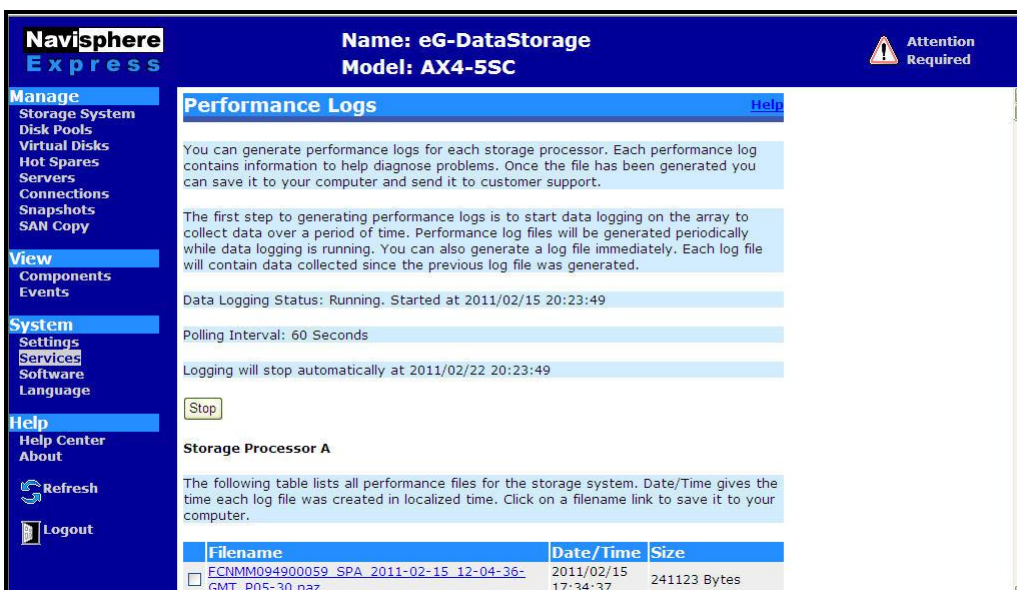 Navisphere
Express
Name: eG-DataStorage
Model: AX4-5SC
Attention
Required
Manage
Storage System
Disk Pools
Virtual Disks
Hot Spares
Servers
Connections
Snapshots
SAN Copy
View
Components
Events
System
Settings
Services
Software
Language
Help
Help Center
About
Refresh
Logout
Performance Logs
Help
You can generate performance logs for each storage processor. Each performance log
contains information to help diagnose problems. Once the file has been generated you
can save it to your computer and send it to customer support.
The first step to generating performance logs is to start data logging on the array to
collect data over a period of time. Performance log files will be generated periodically
while data logging is running. You can also generate a log file immediately. Each log file
will contain data collected since the previous log file was generated.
Data Logging Status: Running. Started at 2011/02/15 20:23:49
Polling Interval: 60 Seconds
Logging will stop automatically at 2011/02/22 20:23:49
Stop
Storage Processor A
The following table lists all performance files for the storage system. Date/Time gives the
time each log file was created in localized time. Click on a filename link to save it to your
computer.
Filename Date/Time Size
FCNMM094900059_SPA_2011-02-15_12-04-36-
GMT_P05-30.naz
2011/02/15
17:34:37
241123 Bytes